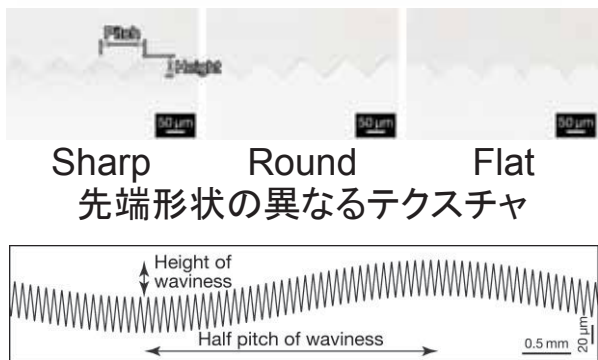 Pitch
Height
50 μm
50 μm
50 μm
Sharp Round Flat
先端形状の異なるテクスチャ
Height of
waviness
Half pitch of waviness
0.5 mm
20 μm